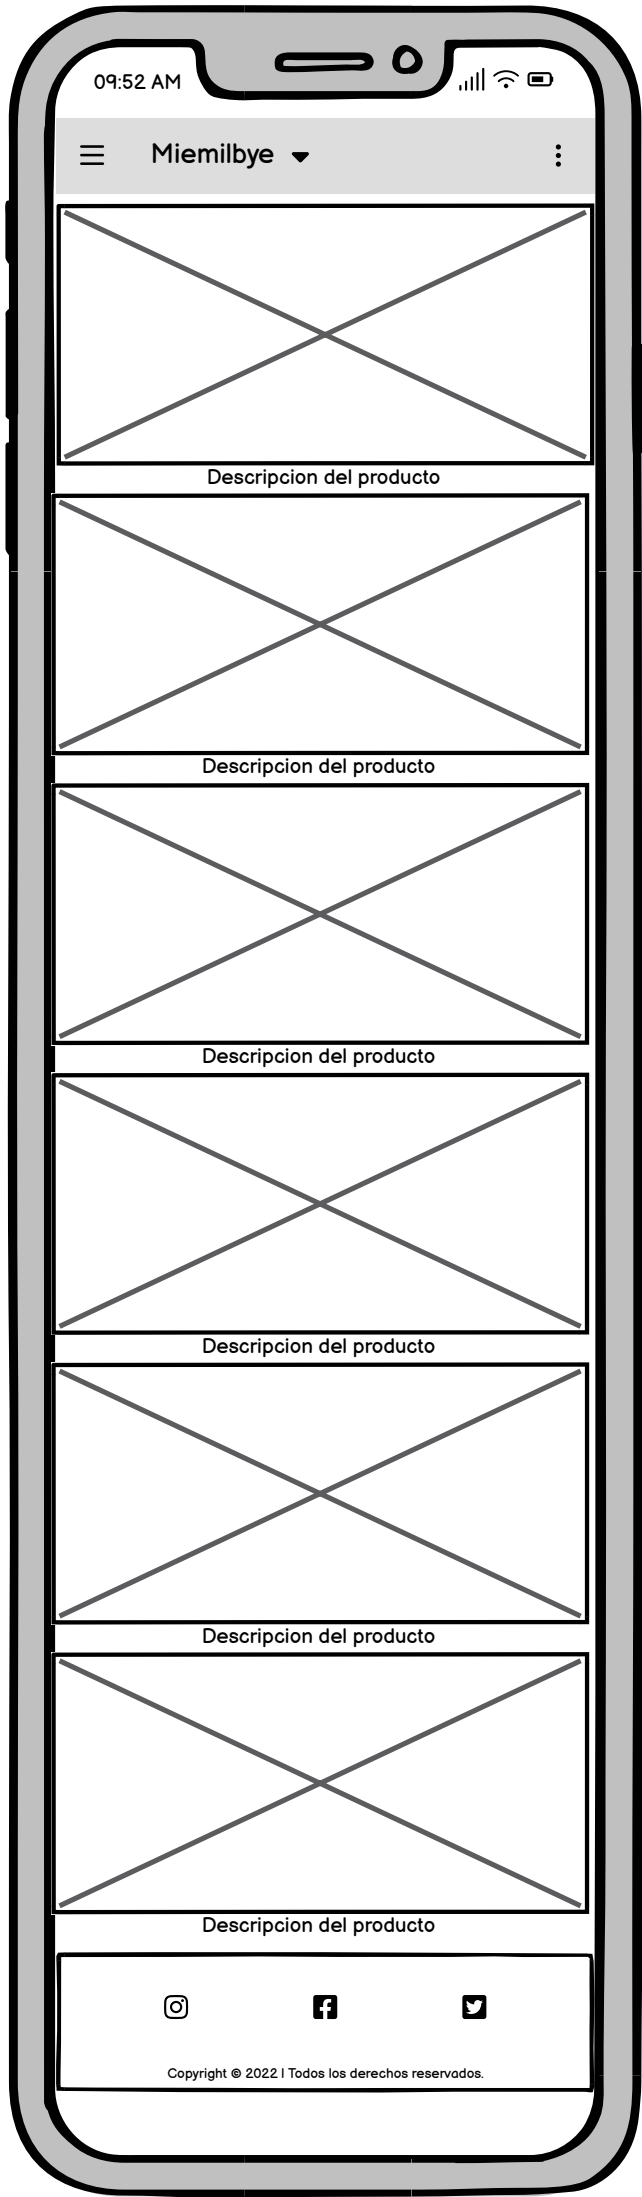 09:52 AM
Miemilbye
Descripcion del producto
Descripcion del producto
Descripcion del producto
Descripcion del producto
Descripcion del producto
Descripcion del producto
Copyright © 2022 | Todos los derechos reservados.